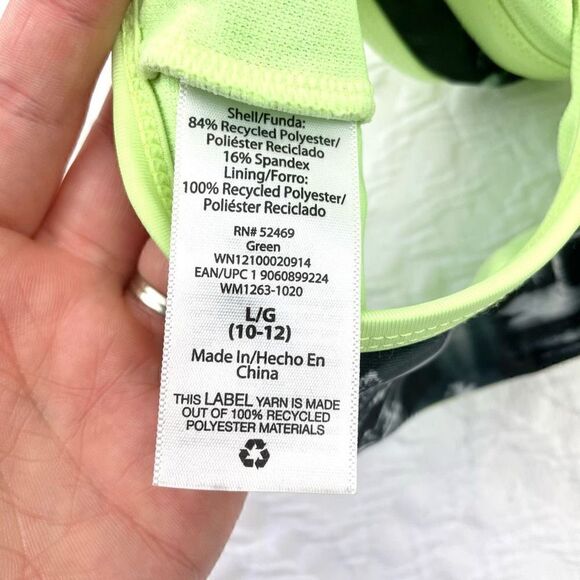 Shell/Funda:
84% Recycled Polyester/
Poliéster Reciclado
16% Spandex
Lining/Forro:
100% Recycled Polyester/
Poliéster Reciclado
RN# 52469
Green
WN12100020914
EAN/UPC 1 9060899224
WM1263-1020
L/G
(10-12)
Made In/Hecho En
China
THIS LABEL YARN IS MADE
OUT OF 100% RECYCLED
POLYESTER MATERIALS